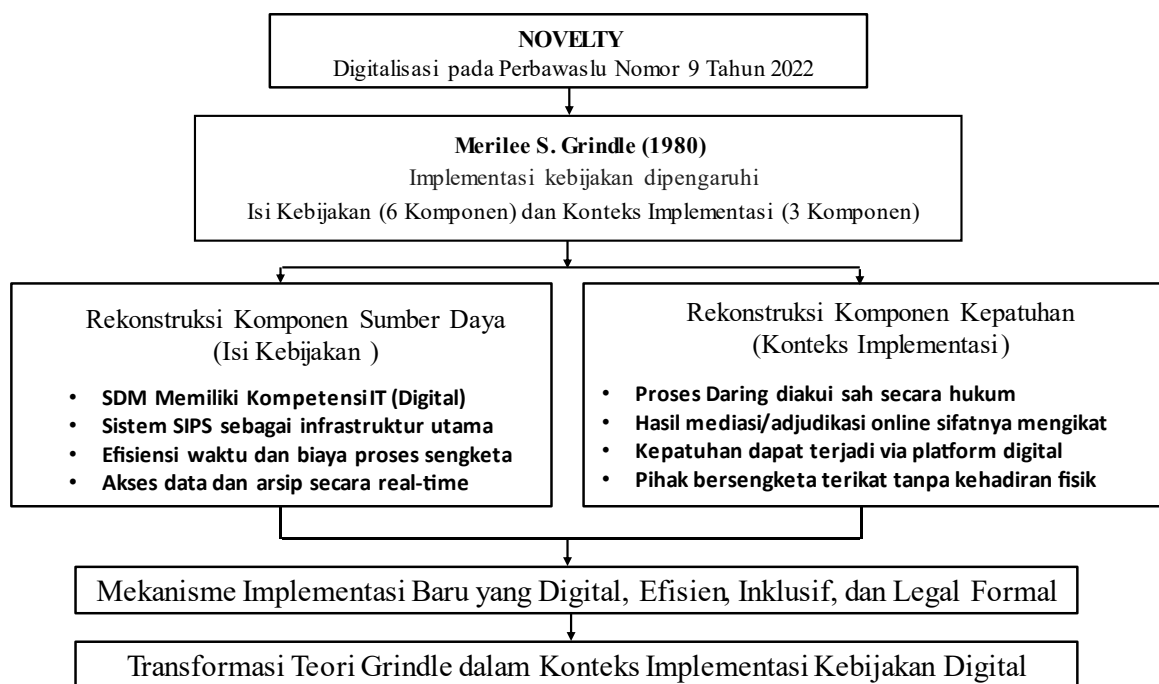 NOVELTY
Digitalisasi pada Perbawaslu Nomor 9 Tahun 2022
Merilee S. Grindle (1980)
Implementasi kebijakan dipengaruhi
Isi Kebijakan (6 Komponen) dan Konteks Implementasi (3 Komponen)
Rekonstruksi Komponen Sumber Daya
(Isi Kebijakan )
• SDM Memiliki Kompetensi IT (Digital)
• Sistem SIPS sebagai infrastruktur utama
• Efisiensi waktu dan biaya proses sengketa
• Akses data dan arsip secara real-time
Rekonstruksi Komponen Kepatuhan
(Konteks Implementasi)
• Proses Daring diakui sah secara hukum
• Hasil mediasi/adjudikasi online sifatnya mengikat
• Kepatuhan dapat terjadi via platform digital
• Pihak bersengketa terikat tanpa kehadiran fisik
Mekanisme Implementasi Baru yang Digital, Efisien, Inklusif, dan Legal Formal
Transformasi Teori Grindle dalam Konteks Implementasi Kebijakan Digital